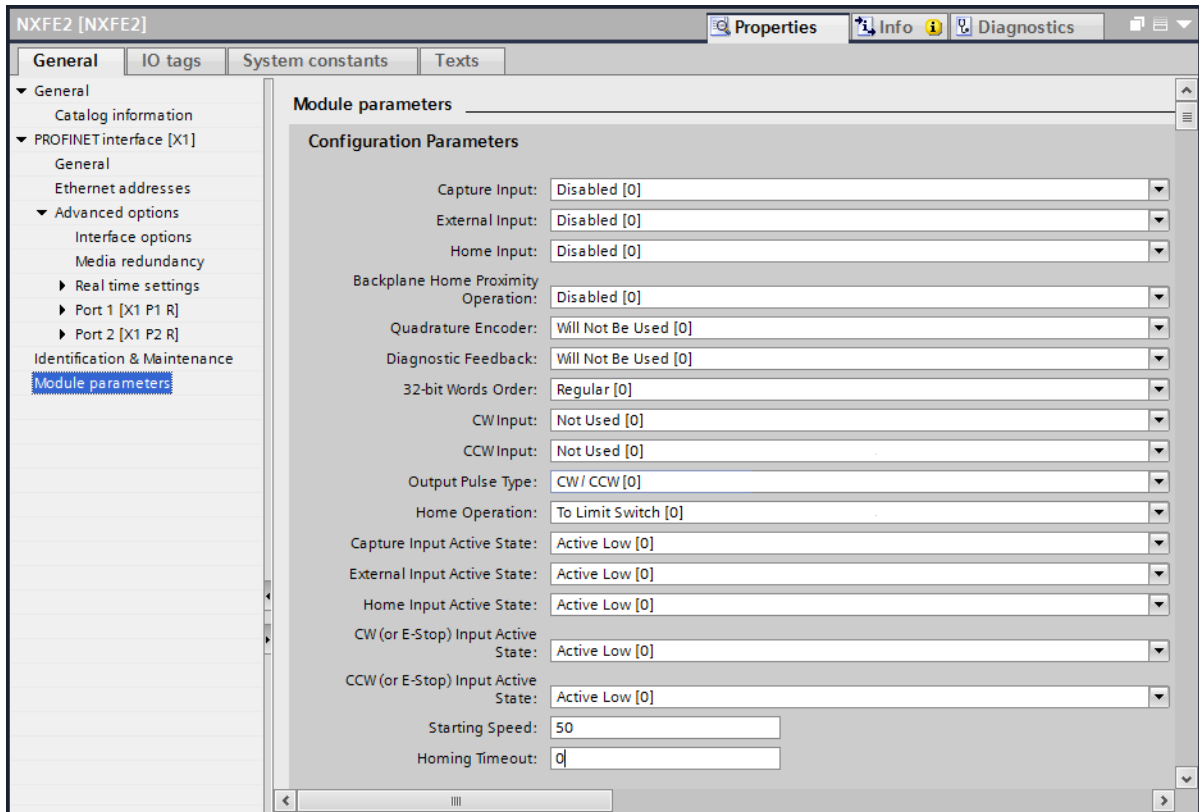 NXFE2 [NXFE2]
Properties
Info
Diagnostics
General
IO tags
System constants
Texts
General
Catalog information
PROFINET interface [X1]
General
Ethernet addresses
Advanced options
Interface options
Media redundancy
Real time settings
Port 1 [X1 P1 R]
Port 2 [X1 P2 R]
Identification & Maintenance
Module parameters
Module parameters
Configuration Parameters
Capture Input: Disabled [0]
External Input: Disabled [0]
Home Input: Disabled [0]
Backplane Home Proximity
Operation: Disabled [0]
Quadrature Encoder: Will Not Be Used [0]
Diagnostic Feedback: Will Not Be Used [0]
32-bit Words Order: Regular [0]
CW Input: Not Used [0]
CCW Input: Not Used [0]
Output Pulse Type: CW / CCW [0]
Home Operation: To Limit Switch [0]
Capture Input Active State: Active Low [0]
External Input Active State: Active Low [0]
Home Input Active State: Active Low [0]
CW (or E-Stop) Input Active
State: Active Low [0]
CCW (or E-Stop) Input Active
State: Active Low [0]
Starting Speed: 50
Homing Timeout: 0